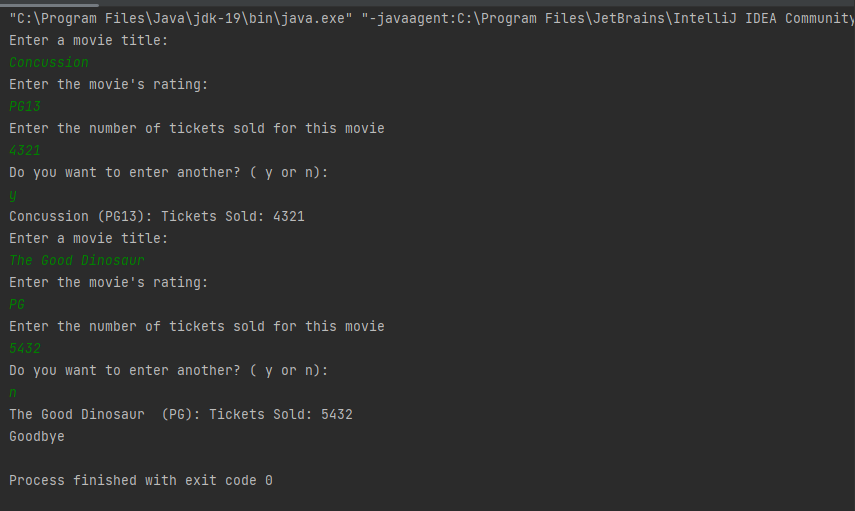 "C:\Program Files\Java\jdk-19\bin\java.exe" "-javaagent:C:\Program Files\JetBrains\IntelliJ IDEA Community
Enter a movie title:
Concussion
Enter the movie's rating:
PG13
Enter the number of tickets sold for this movie
4321
Do you want to enter another? ( y or n):
y
Concussion (PG13): Tickets Sold: 4321
Enter a movie title:
The Good Dinosaur
Enter the movie's rating:
PG
Enter the number of tickets sold for this movie
5432
Do you want to enter another? ( y or n):
n
The Good Dinosaur  (PG): Tickets Sold: 5432
Goodbye
Process finished with exit code 0